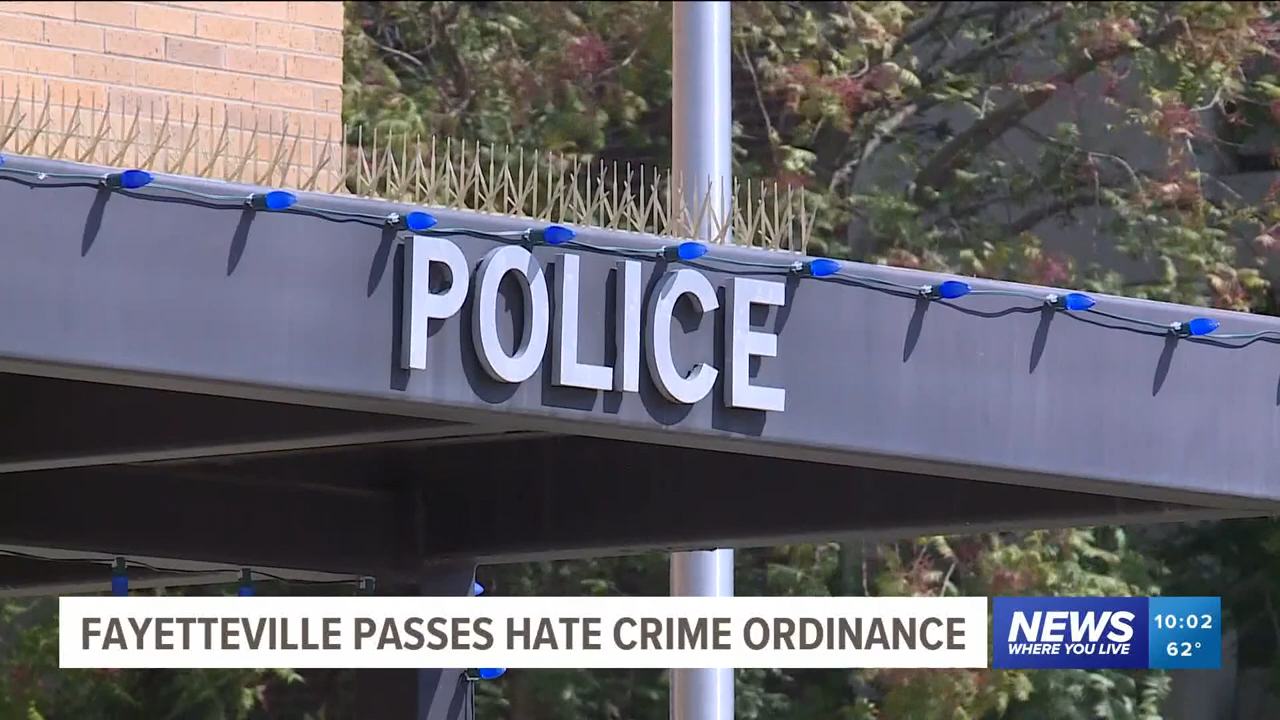 POLICE
FAYETTEVILLE PASSES HATE CRIME ORDINANCE
NEWS
WHERE YOU LIVE
10:02
62°